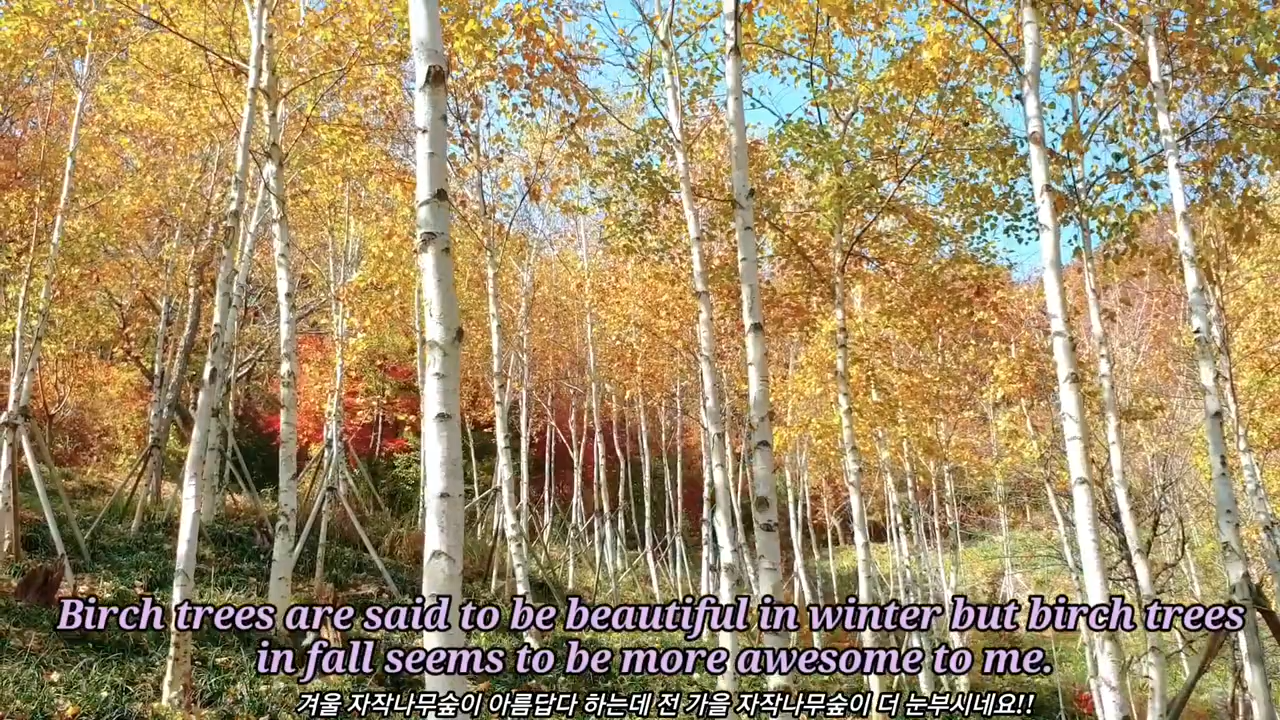 Birch trees are said to be beautiful in winter but birch trees
in fall seems to be more awesome to me.
겨울 자작나무숲이 아름답다 하는데 전 가을 자작나무숲이 더 눈부시네요!!